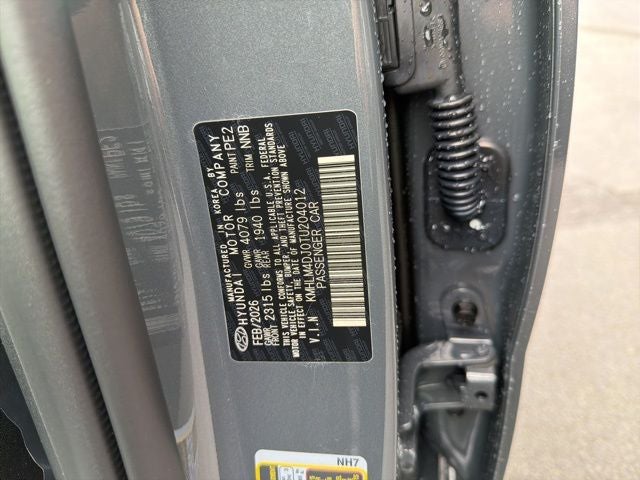 MANUFACTURED IN KOREA BY
HYUNDAI MOTOR COMPANY
FEB/2026 GVWR 4079 lbs PAINT PE2
GAWR FRONT 2315 lbs GAWR REAR 1940 lbs TRIM NNB
THIS VEHICLE CONFORMS TO ALL APPLICABLE U.S.A. FEDERAL
MOTOR VEHICLE SAFETY, BUMPER, AND THEFT PREVENTION STANDARDS
IN EFFECT ON THE DATE OF MANUFACTURE SHOWN ABOVE
V.I.N KMHLM4DJ0TU204012
PASSENGER CAR
NH7